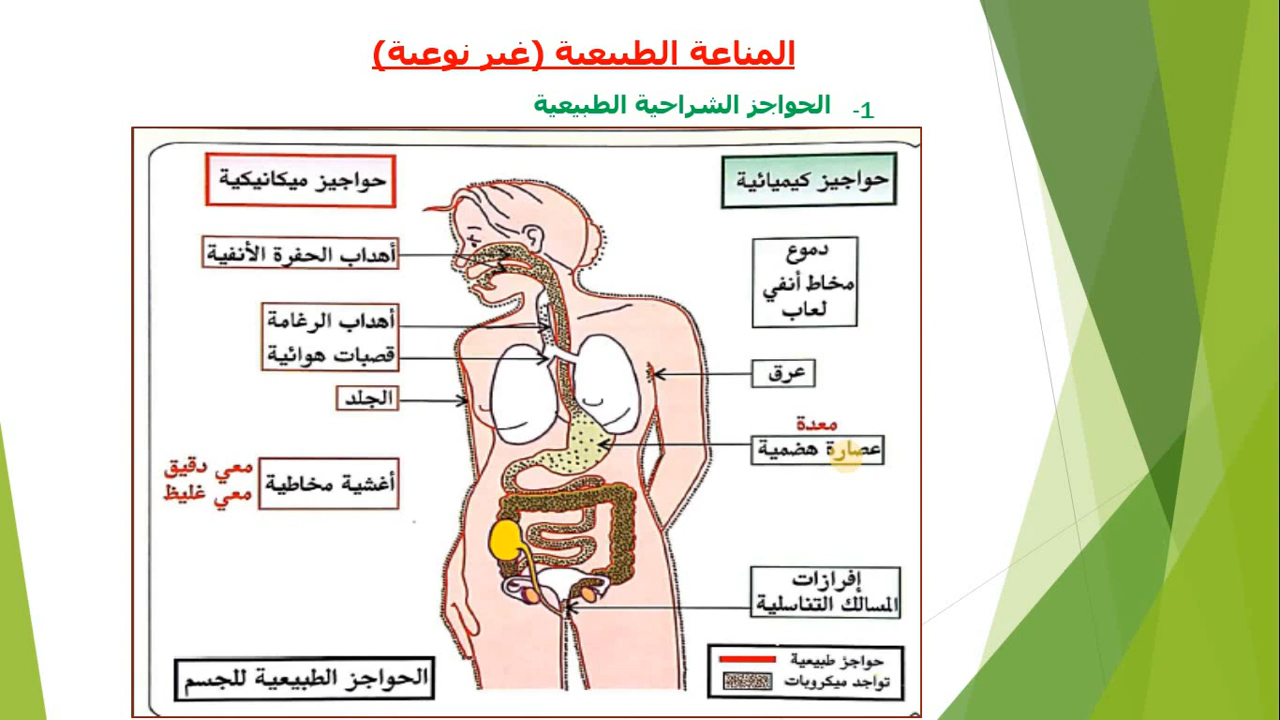 المناعة الطبيعية (غير نوعية)
1- الحواجز الشراحية الطبيعية
حواجيز كيميائية
حواجيز ميكانيكية
دموع
مخاط أنفي
لعاب
عرق
معدة
عصارة هضمية
إفرازات
المسالك التناسلية
أهداب الحفرة الأنفية
أهداب الرغامة
قصبات هوائية
الجلد
أغشية مخاطية
معي دقيق
معي غليظ
حواجز طبيعية
تواجد ميكروبات
الحواجز الطبيعية للجسم